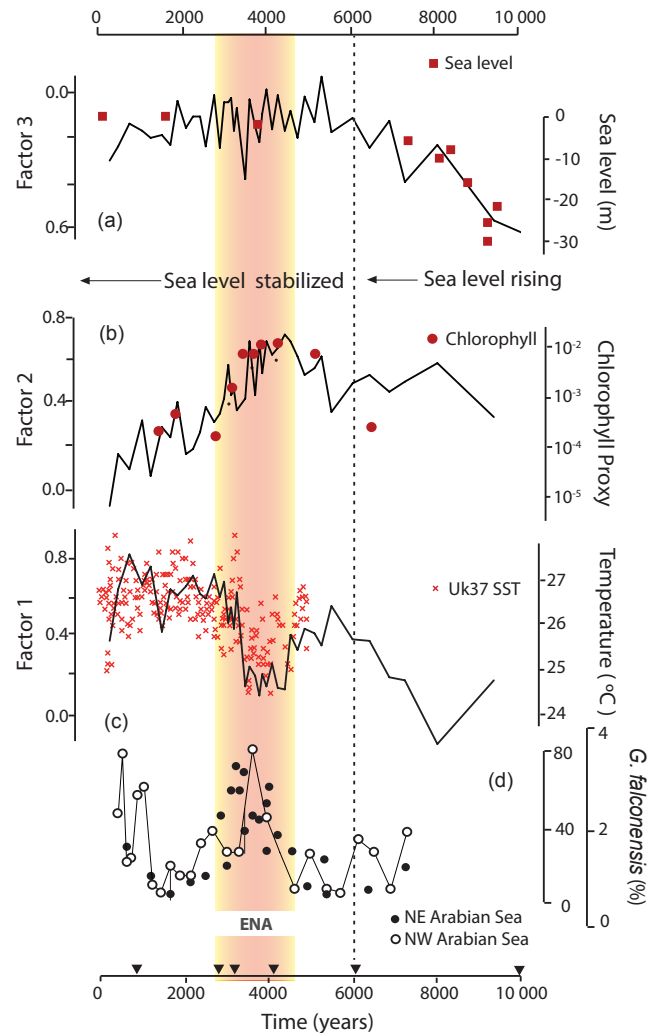 0 2000 4000 6000 8000 10 000
Sea level
0.0
Factor 3
0.6
0
-10
-20
-30
Sea level (m)
(a)
Sea level stabilized
Sea level rising
0.8
(b)
Factor 2
0.4
0.0
Chlorophyll
10-2
10-3
10-4
10-5
Chlorophyll Proxy
0.8
Factor 1
0.4
0.0
Uk37 SST
27
26
25
24
Temperature (ºC)
(c)
(d)
80
40
0
4
2
0
G. falconensis (%)
ENA
NE Arabian Sea
NW Arabian Sea
0 2000 4000 6000 8000 10 000
Time (years)